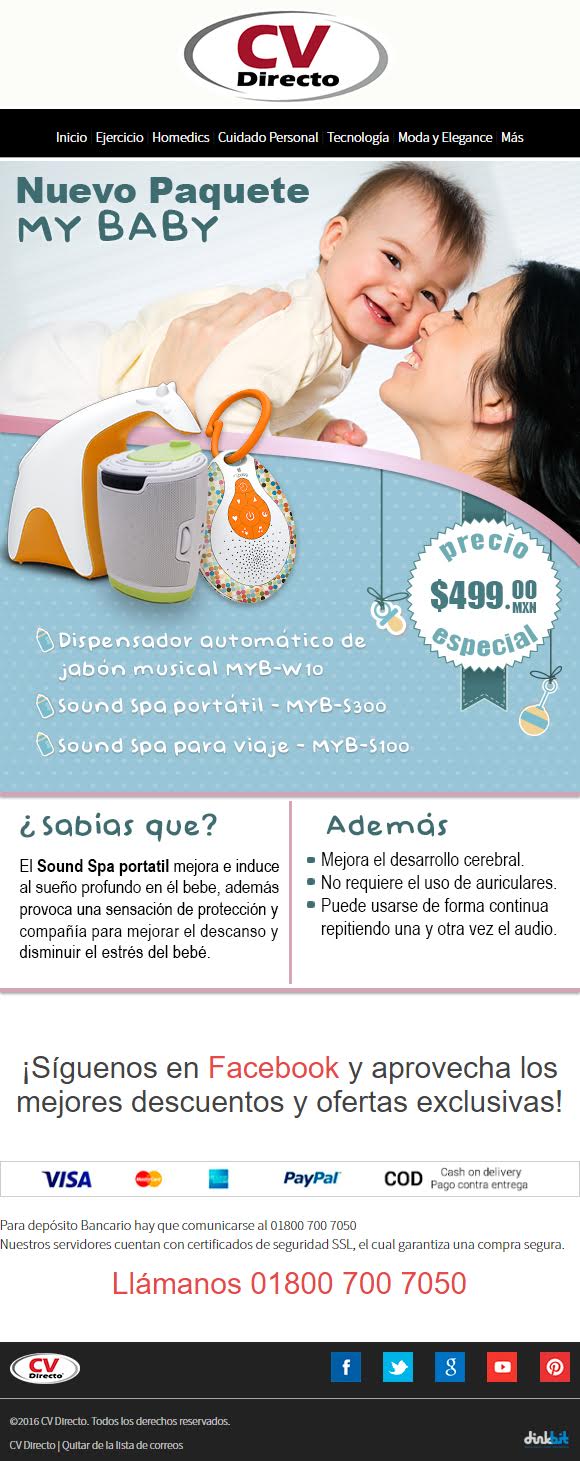 CV
Directo
Inicio Ejercicio Homedics Cuidado Personal Tecnología Moda y Elegance Más
Nuevo Paquete
MY BABY
precio
$499.00
MXN
especial
Dispensador automático de
jabón musical MYB-W10
Sound Spa portátil - MYB-S300
Sound Spa para viaje - MYB-S100
¿Sabias que?
El Sound Spa portatil mejora e induce
al sueño profundo en él bebe, además
provoca una sensación de protección y
compañía para mejorar el descanso y
disminuir el estrés del bebé.
Además
Mejora el desarrollo cerebral.
No requiere el uso de auriculares.
Puede usarse de forma continua
repitiendo una y otra vez el audio.
¡Síguenos en Facebook y aprovecha los
mejores descuentos y ofertas exclusivas!
VISA MasterCard PayPal COD Cash on delivery
Pago contra entrega
Para depósito Bancario hay que comunicarse al 01800 700 7050
Nuestros servidores cuentan con certificados de seguridad SSL, el cual garantiza una compra segura.
Llámanos 01800 700 7050
CV
Directo
©2016 CV Directo. Todos los derechos reservados.
CV Directo | Quitar de la lista de correos
dinkbit